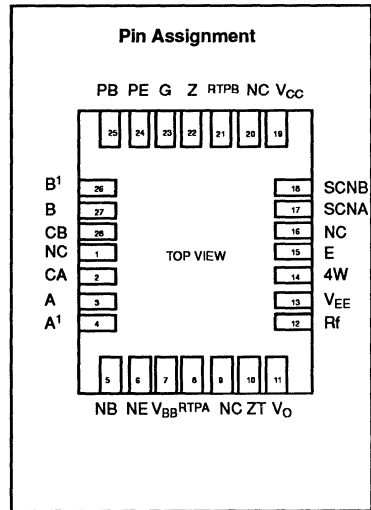 Pin Assignment
PB PE G Z RTPB NC VCC
25 24 23 22 21 20 19
B¹ 26 18 SCNB
B 27 17 SCNA
CB 28 16 NC
NC 1 TOP VIEW 15 E
CA 2 14 4W
A 3 13 VEE
A¹ 4 12 Rf
5 6 7 8 9 10 11
NB NE VBB RTPA NC ZT VO